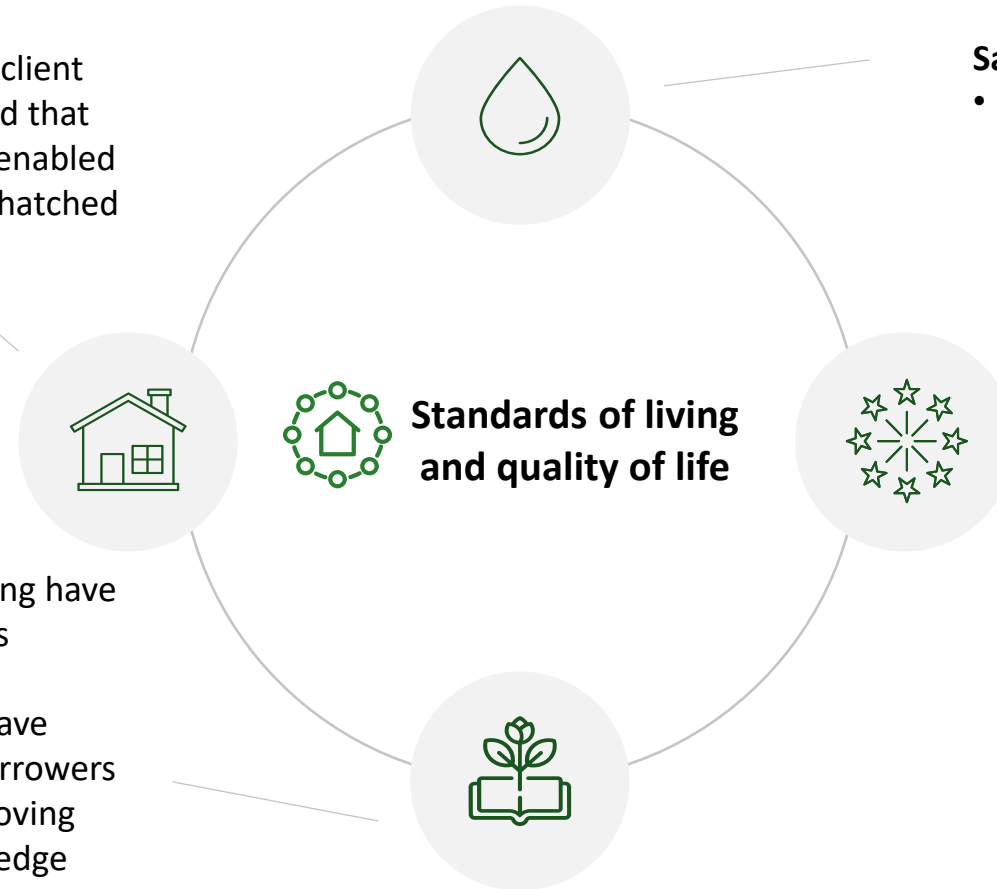 client
d that
enabled
hatched
Sa
•
Standards of living
and quality of life
ng have
s
ave
rrowers
oving
edge